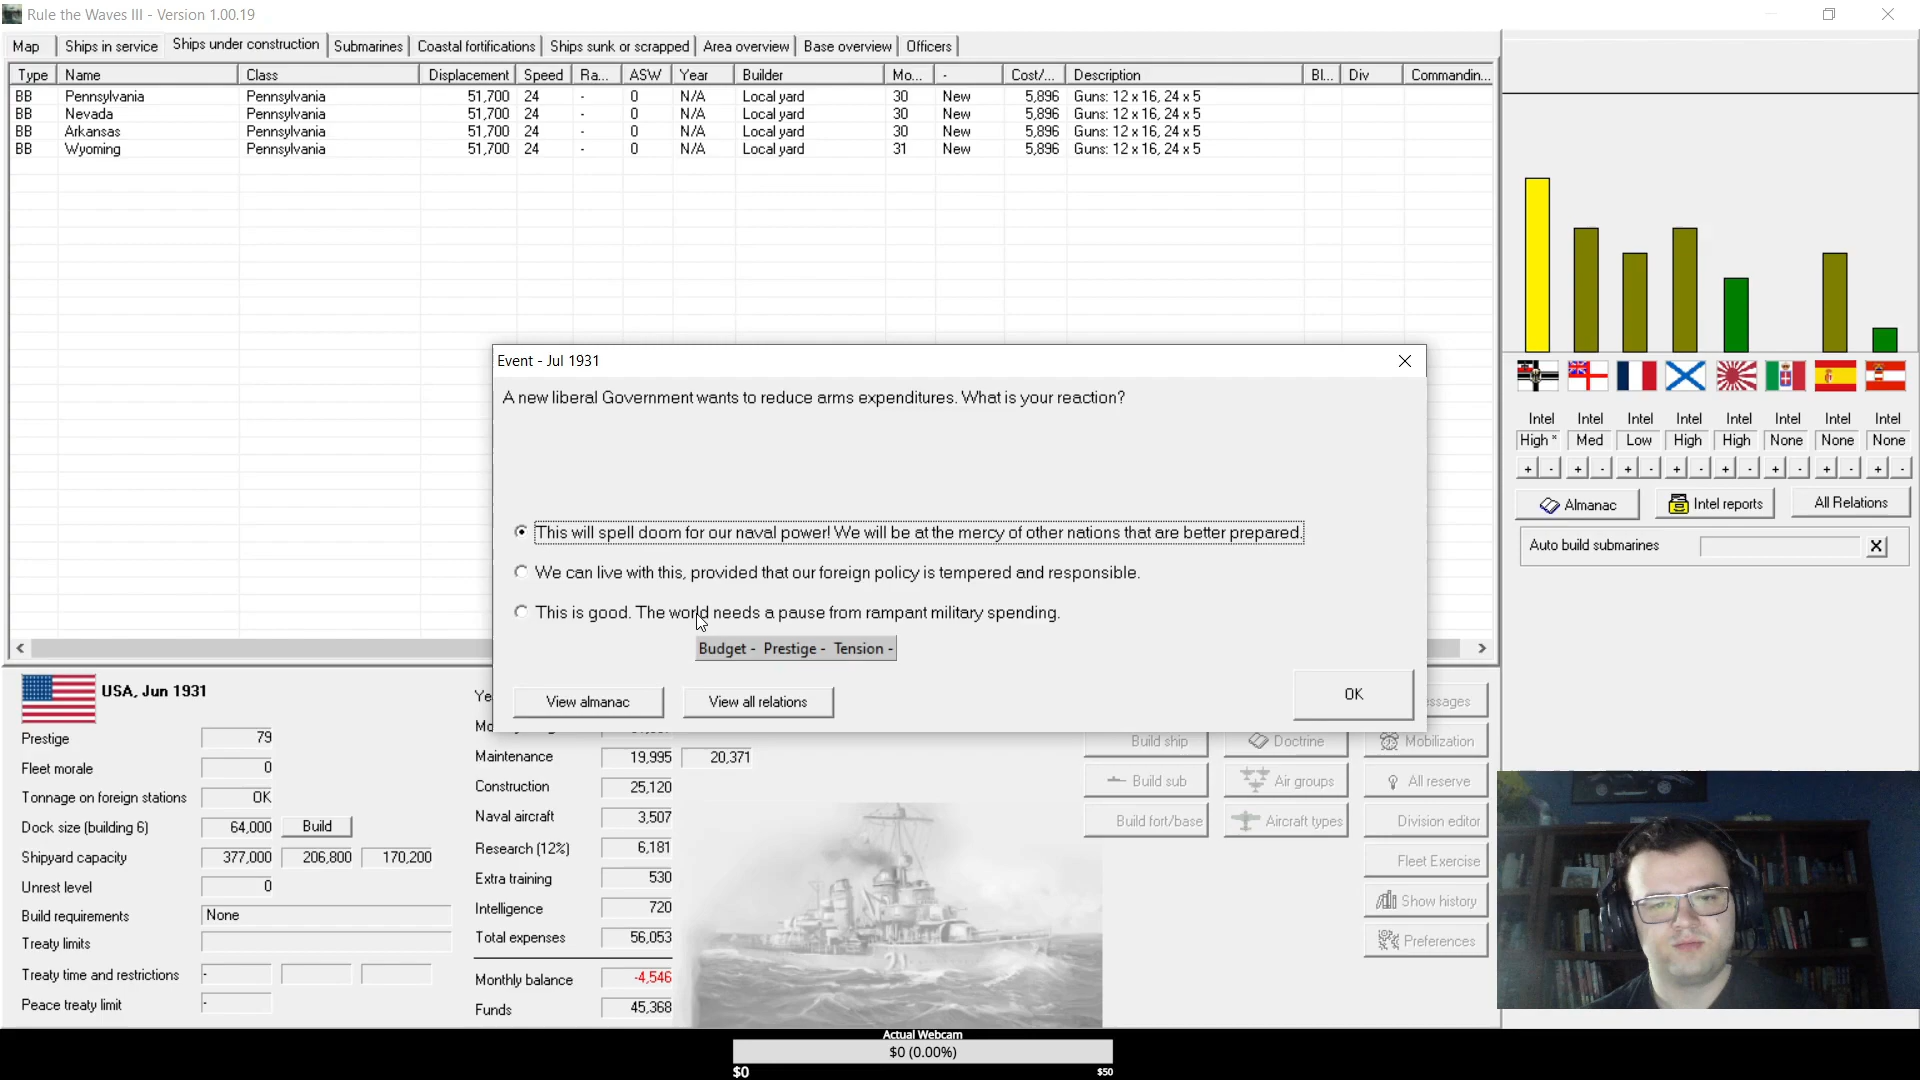 Rule the Waves III - Version 1.00.19
Map Ships in service Ships under construction Submarines Coastal fortifications Ships sunk or scrapped Area overview Base overview Officers
Type Name Class Displacement Speed Ra... ASW Year Builder Mo... - Cost/... Description Bl... Div Commandin...
BB Pennsylvania Pennsylvania 51,700 24 - 0 N/A Local yard 30 New 5,896 Guns: 12 x 16, 24 x 5
BB Nevada Pennsylvania 51,700 24 - 0 N/A Local yard 30 New 5,896 Guns: 12 x 16, 24 x 5
BB Arkansas Pennsylvania 51,700 24 - 0 N/A Local yard 30 New 5,896 Guns: 12 x 16, 24 x 5
BB Wyoming Pennsylvania 51,700 24 - 0 N/A Local yard 31 New 5,896 Guns: 12 x 16, 24 x 5
Event - Jul 1931
A new liberal Government wants to reduce arms expenditures. What is your reaction?
This will spell doom for our naval power! We will be at the mercy of other nations that are better prepared.
We can live with this, provided that our foreign policy is tempered and responsible.
This is good. The world needs a pause from rampant military spending.
Budget - Prestige - Tension -
View almanac View all relations OK
Intel Intel Intel Intel Intel Intel Intel Intel
High * Med Low High High None None None
+ - + - + - + - + - + - + - + -
Almanac Intel reports All Relations
Auto build submarines X
USA, Jun 1931
Prestige 79
Fleet morale 0
Tonnage on foreign stations OK
Dock size (building 6) 64,000 Build
Shipyard capacity 377,000 206,800 170,200
Unrest level 0
Build requirements None
Treaty limits
Treaty time and restrictions -
Peace treaty limit -
Ye
Mo
Maintenance 19,995 20,371
Construction 25,120
Naval aircraft 3,507
Research (12%) 6,181
Extra training 530
Intelligence 720
Total expenses 56,053
Monthly balance -4,546
Funds 45,368
ssages
Build ship Doctrine Mobilization
Build sub Air groups All reserve
Build fort/base Aircraft types Division editor
Fleet Exercise
Show history
Preferences
21
Actual Webcam
$0 (0.00%)
$0 $50